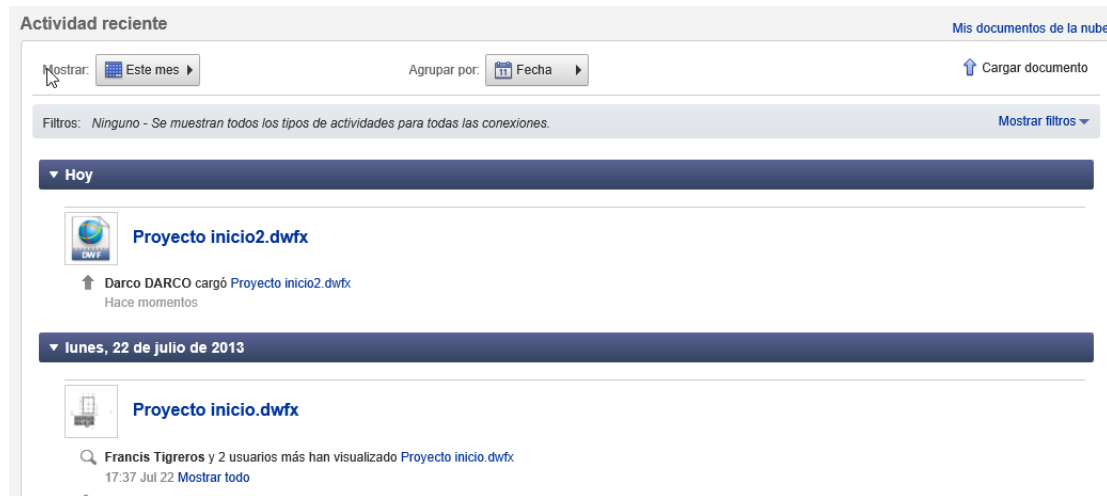 Actividad reciente
Mis documentos de la nube
Mostrar: Este mes Agrupar por: 11 Fecha Cargar documento
Filtros: Ninguno - Se muestran todos los tipos de actividades para todas las conexiones. Mostrar filtros
Hoy
DWF
Proyecto inicio2.dwfx
Darco DARCO cargó Proyecto inicio2.dwfx
Hace momentos
lunes, 22 de julio de 2013
Proyecto inicio.dwfx
Francis Tigreros y 2 usuarios más han visualizado Proyecto inicio.dwfx
17:37 Jul 22 Mostrar todo